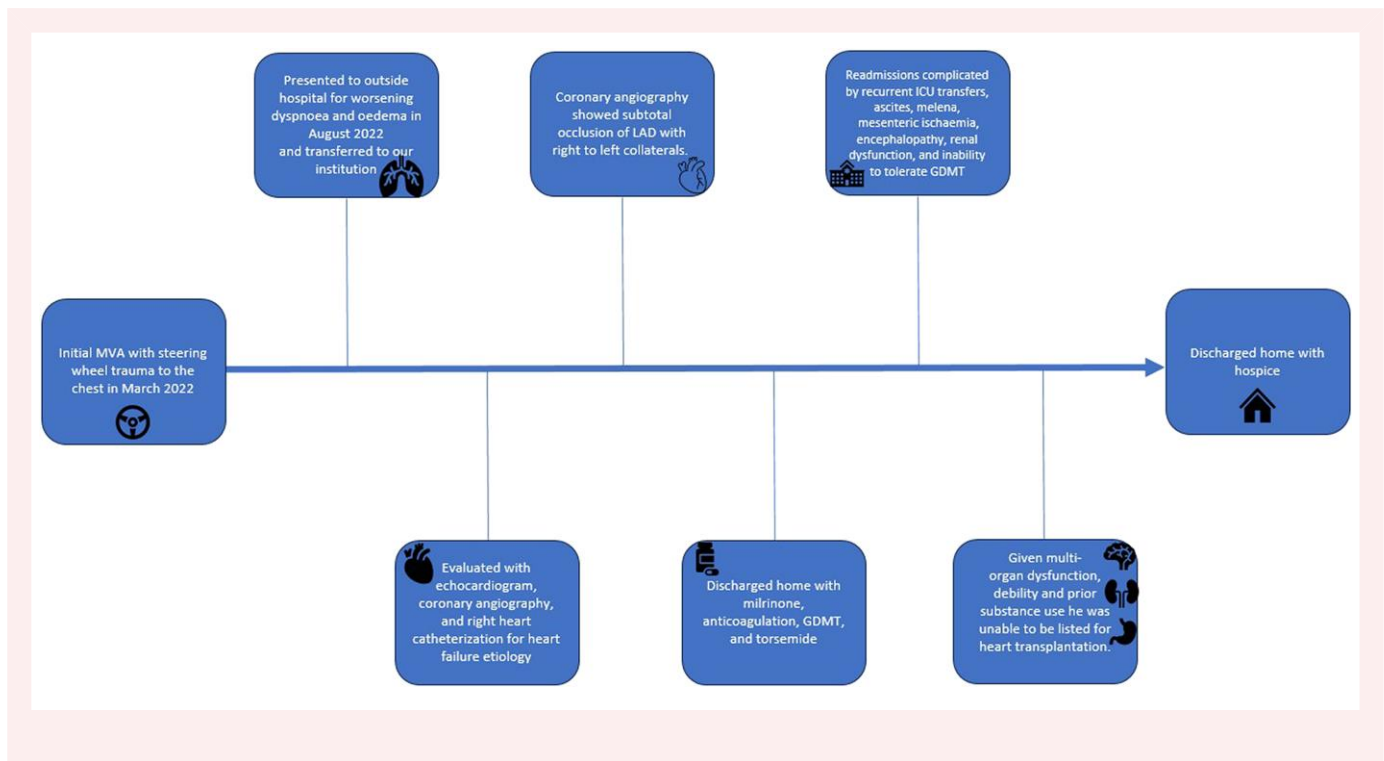 Presented to outside
hospital for worsening
dyspnoea and oedema in
August 2022
and transferred to our
institution
Coronary angiography
showed subtotal
occlusion of LAD with
right to left collaterals.
Readmissions complicated
by recurrent ICU transfers,
ascites, melena,
mesenteric ischaemia,
encephalopathy, renal
dysfunction, and inability
to tolerate GDMT
Initial MVA with steering
wheel trauma to the
chest in March 2022
Discharged home with
hospice
Evaluated with
echocardiogram,
coronary angiography,
and right heart
catheterization for heart
failure etiology
Discharged home with
milrinone,
anticoagulation, GDMT,
and torsemide
Given multi-
organ dysfunction,
debility and prior
substance use he was
unable to be listed for
heart transplantation.